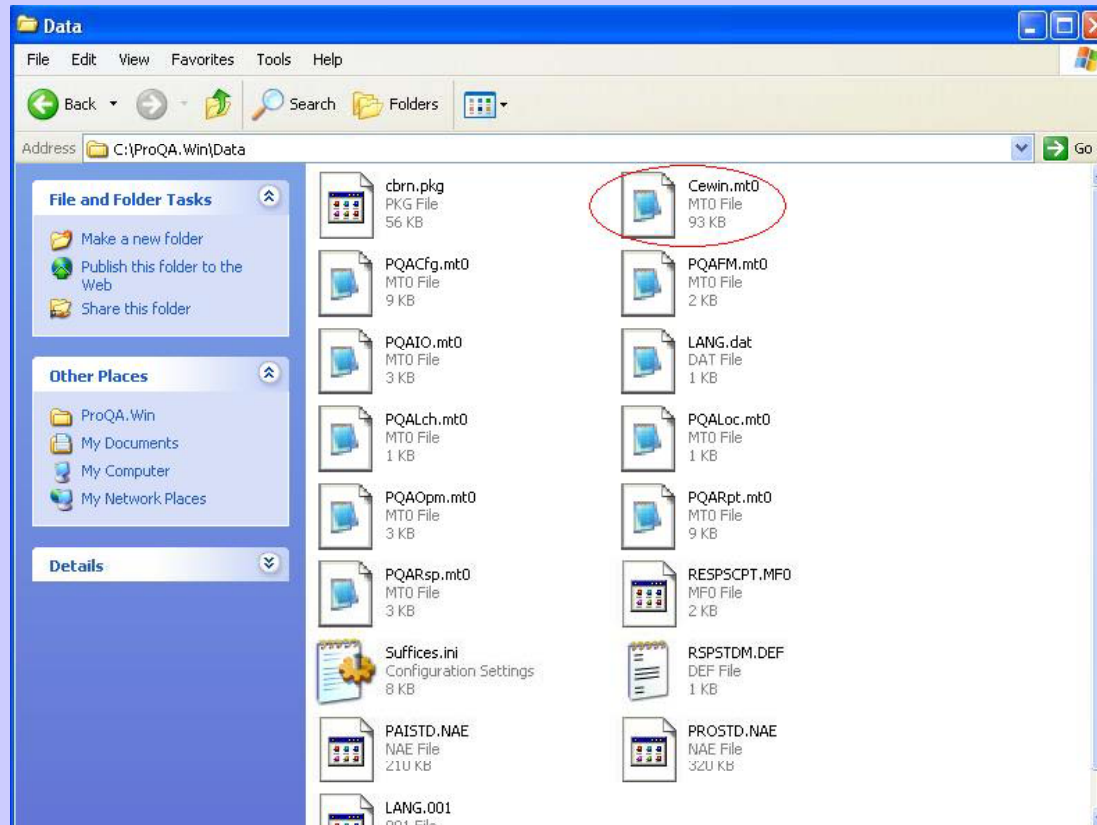 Data
File Edit View Favorites Tools Help
Back Search Folders
Address C:\ProQA.Win\Data Go
File and Folder Tasks
Make a new folder
Publish this folder to the
Web
Share this folder
Other Places
ProQA.Win
My Documents
My Computer
My Network Places
Details
cbrn.pkg
PKG File
56 KB
Cewin.mt0
MT0 File
93 KB
PQACfg.mt0
MT0 File
9 KB
PQAFM.mt0
MT0 File
2 KB
PQAIO.mt0
MT0 File
3 KB
LANG.dat
DAT File
1 KB
PQALch.mt0
MT0 File
1 KB
PQALoc.mt0
MT0 File
1 KB
PQAOpm.mt0
MT0 File
3 KB
PQARpt.mt0
MT0 File
9 KB
PQARsp.mt0
MT0 File
3 KB
RESPSCPT.MF0
MF0 File
2 KB
Suffices.ini
Configuration Settings
8 KB
RSPSTDM.DEF
DEF File
1 KB
PAISTD.NAE
NAE File
210 KB
PROSTD.NAE
NAE File
320 KB
LANG.001
001 File